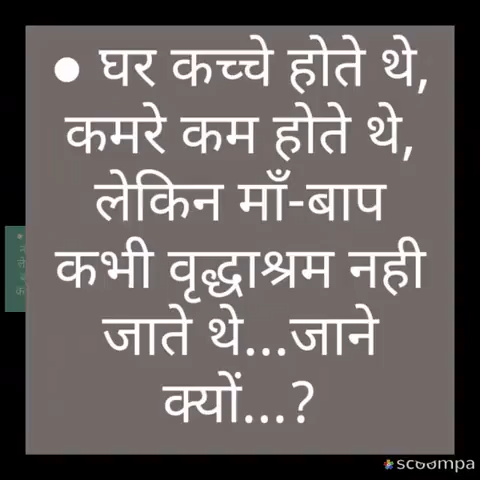 ● घर कच्चे होते थे,
कमरे कम होते थे,
लेकिन माँ-बाप
कभी वृद्धाश्रम नही
जाते थे...जाने
क्यों...?
scoompa